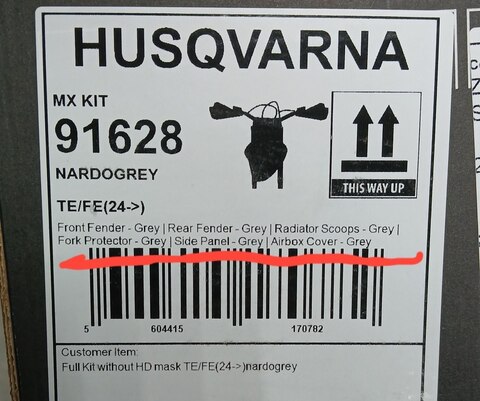 HUSQVARNA
MX KIT
91628
NARDOGREY
THIS WAY UP
TE/FE(24->)
Front Fender - Grey | Rear Fender - Grey | Radiator Scoops - Grey |
Fork Protector - Grey | Side Panel - Grey | Airbox Cover - Grey
5 604415 170782
Customer Item:
Full Kit without HD mask TE/FE(24->)nardogrey